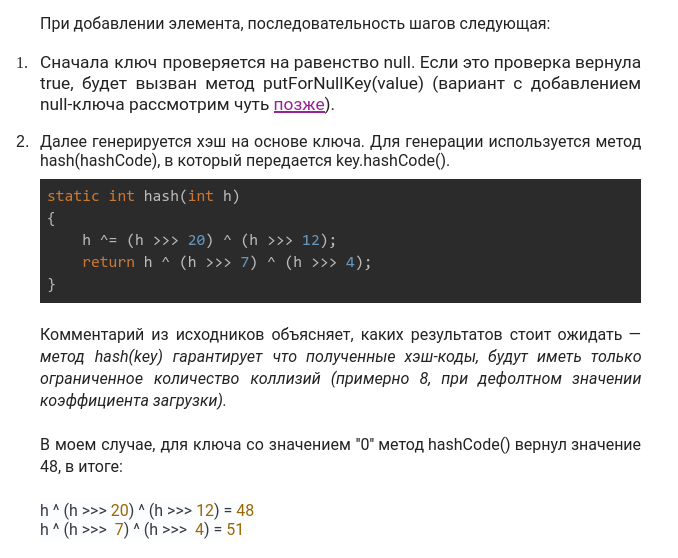 При добавлении элемента, последовательность шагов следующая:
1. Сначала ключ проверяется на равенство null. Если это проверка вернула
true, будет вызван метод putForNullKey(value) (вариант с добавлением
null-ключа рассмотрим чуть позже).
2. Далее генерируется хэш на основе ключа. Для генерации используется метод
hash(hashCode), в который передается key.hashCode().
static int hash(int h)
{
    h ^= (h >>> 20) ^ (h >>> 12);
    return h ^ (h >>> 7) ^ (h >>> 4);
}
Комментарий из исходников объясняет, каких результатов стоит ожидать —
метод hash(key) гарантирует что полученные хэш-коды, будут иметь только
ограниченное количество коллизий (примерно 8, при дефолтном значении
коэффициента загрузки).
В моем случае, для ключа со значением ''0'' метод hashCode() вернул значение
48, в итоге:
h ^ (h >>> 20) ^ (h >>> 12) = 48
h ^ (h >>>  7) ^ (h >>>  4) = 51